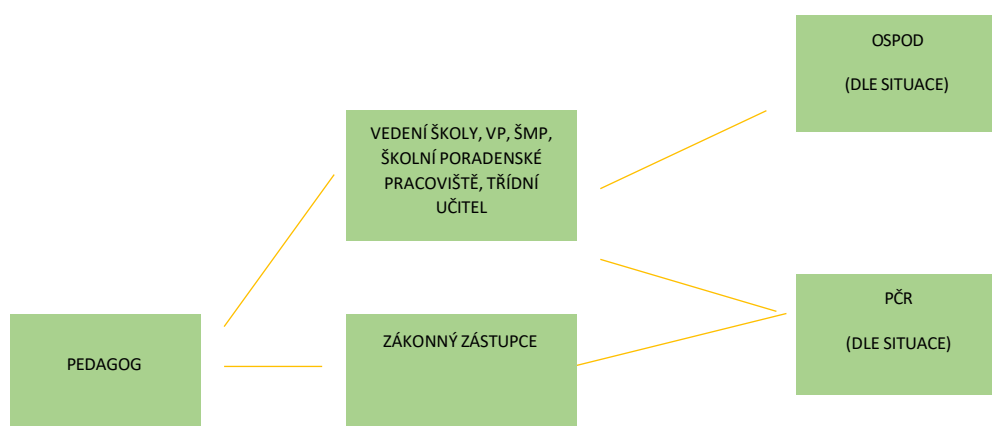 PEDAGOG
VEDENÍ ŠKOLY, VP, ŠMP,
ŠKOLNÍ PORADENSKÉ
PRACOVIŠTĚ, TŘÍDNÍ
UČITEL
ZÁKONNÝ ZÁSTUPCE
OSPOD
(DLE SITUACE)
PČR
(DLE SITUACE)